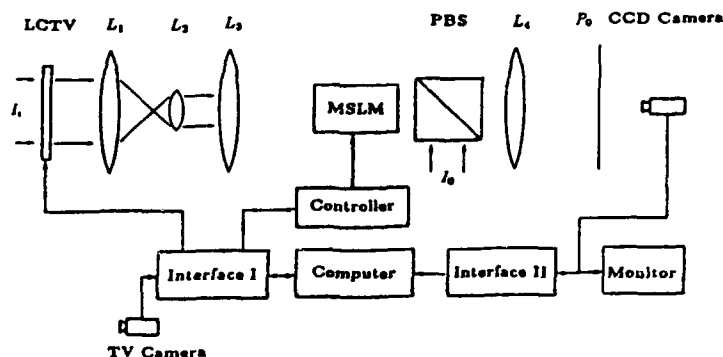 LCTV L₁ L₂ L₃ PBS L₄ P₀ CCD Camera
I₁
MSLM
I₀
Controller
Interface I Computer Interface II Monitor
TV Camera